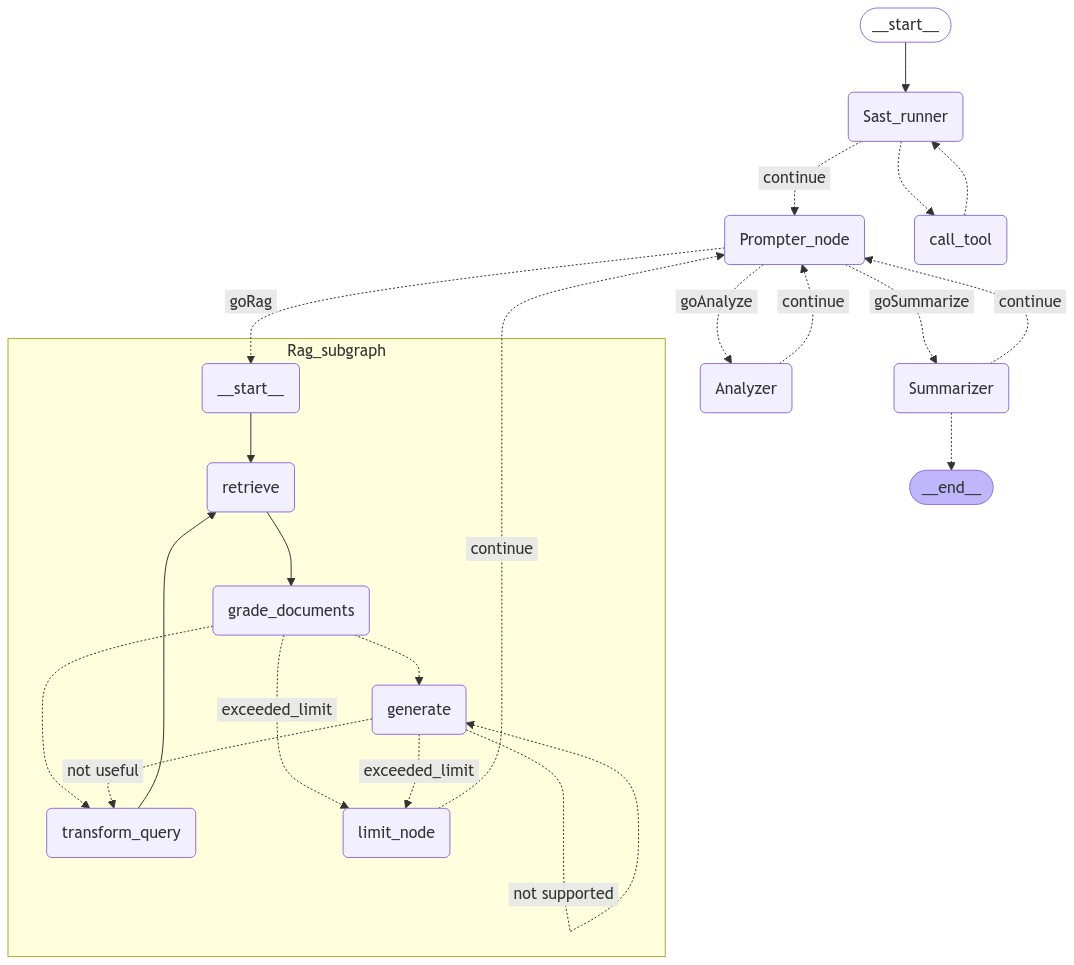 __start__
Sast_runner
continue
Prompter_node
call_tool
goRag
goAnalyze
continue
goSummarize
continue
Rag_subgraph
__start__
Analyzer
Summarizer
retrieve
__end__
continue
grade_documents
exceeded_limit
generate
not useful
exceeded_limit
transform_query
limit_node
not supported